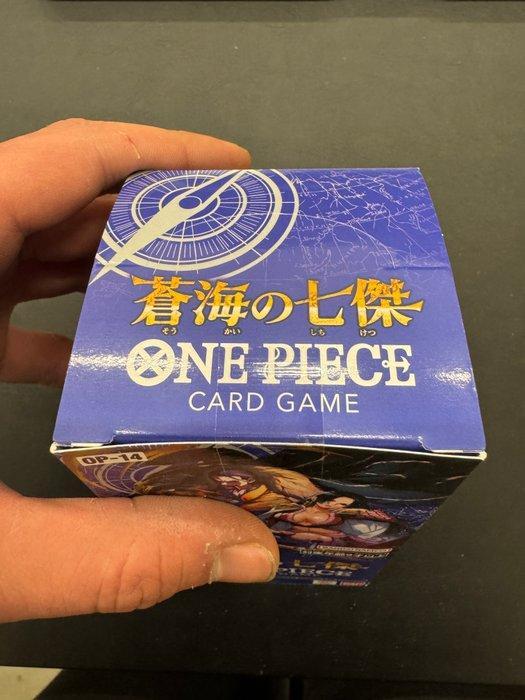 蒼海の七傑
そう かい しち けつ
ONE PIECE
CARD GAME
OP-14
PIECE